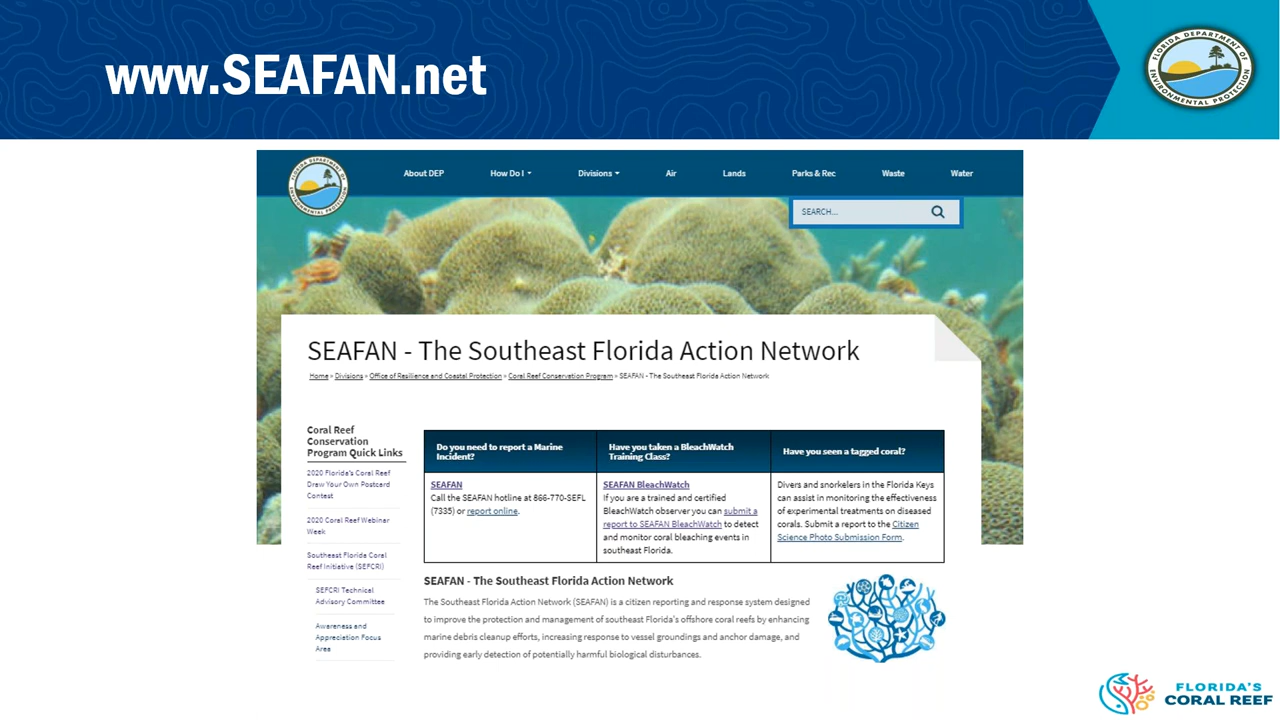 www.SEAFAN.net
FLORIDA DEPARTMENT OF
ENVIRONMENTAL PROTECTION
FLORIDA DEPARTMENT OF
ENVIRONMENTAL PROTECTION
About DEP
How Do I
Divisions
Air
Lands
Parks & Rec
Waste
Water
SEARCH...
SEAFAN - The Southeast Florida Action Network
Home » Divisions » Office of Resilience and Coastal Protection » Coral Reef Conservation Program » SEAFAN - The Southeast Florida Action Network
Coral Reef
Conservation
Program Quick Links
2020 Florida's Coral Reef
Draw Your Own Postcard
Contest
2020 Coral Reef Webinar
Week
Southeast Florida Coral
Reef Initiative (SEFCRI)
SEFCRI Technical
Advisory Committee
Awareness and
Appreciation Focus
Area
Do you need to report a Marine
Incident?
SEAFAN
Call the SEAFAN hotline at 866-770-SEFL
(7335) or report online.
Have you taken a BleachWatch
Training Class?
SEAFAN BleachWatch
If you are a trained and certified
BleachWatch observer you can submit a
report to SEAFAN BleachWatch to detect
and monitor coral bleaching events in
southeast Florida.
Have you seen a tagged coral?
Divers and snorkelers in the Florida Keys
can assist in monitoring the effectiveness
of experimental treatments on diseased
corals. Submit a report to the Citizen
Science Photo Submission Form.
SEAFAN - The Southeast Florida Action Network
The Southeast Florida Action Network (SEAFAN) is a citizen reporting and response system designed
to improve the protection and management of southeast Florida's offshore coral reefs by enhancing
marine debris cleanup efforts, increasing response to vessel groundings and anchor damage, and
providing early detection of potentially harmful biological disturbances.
FLORIDA'S
CORAL REEF